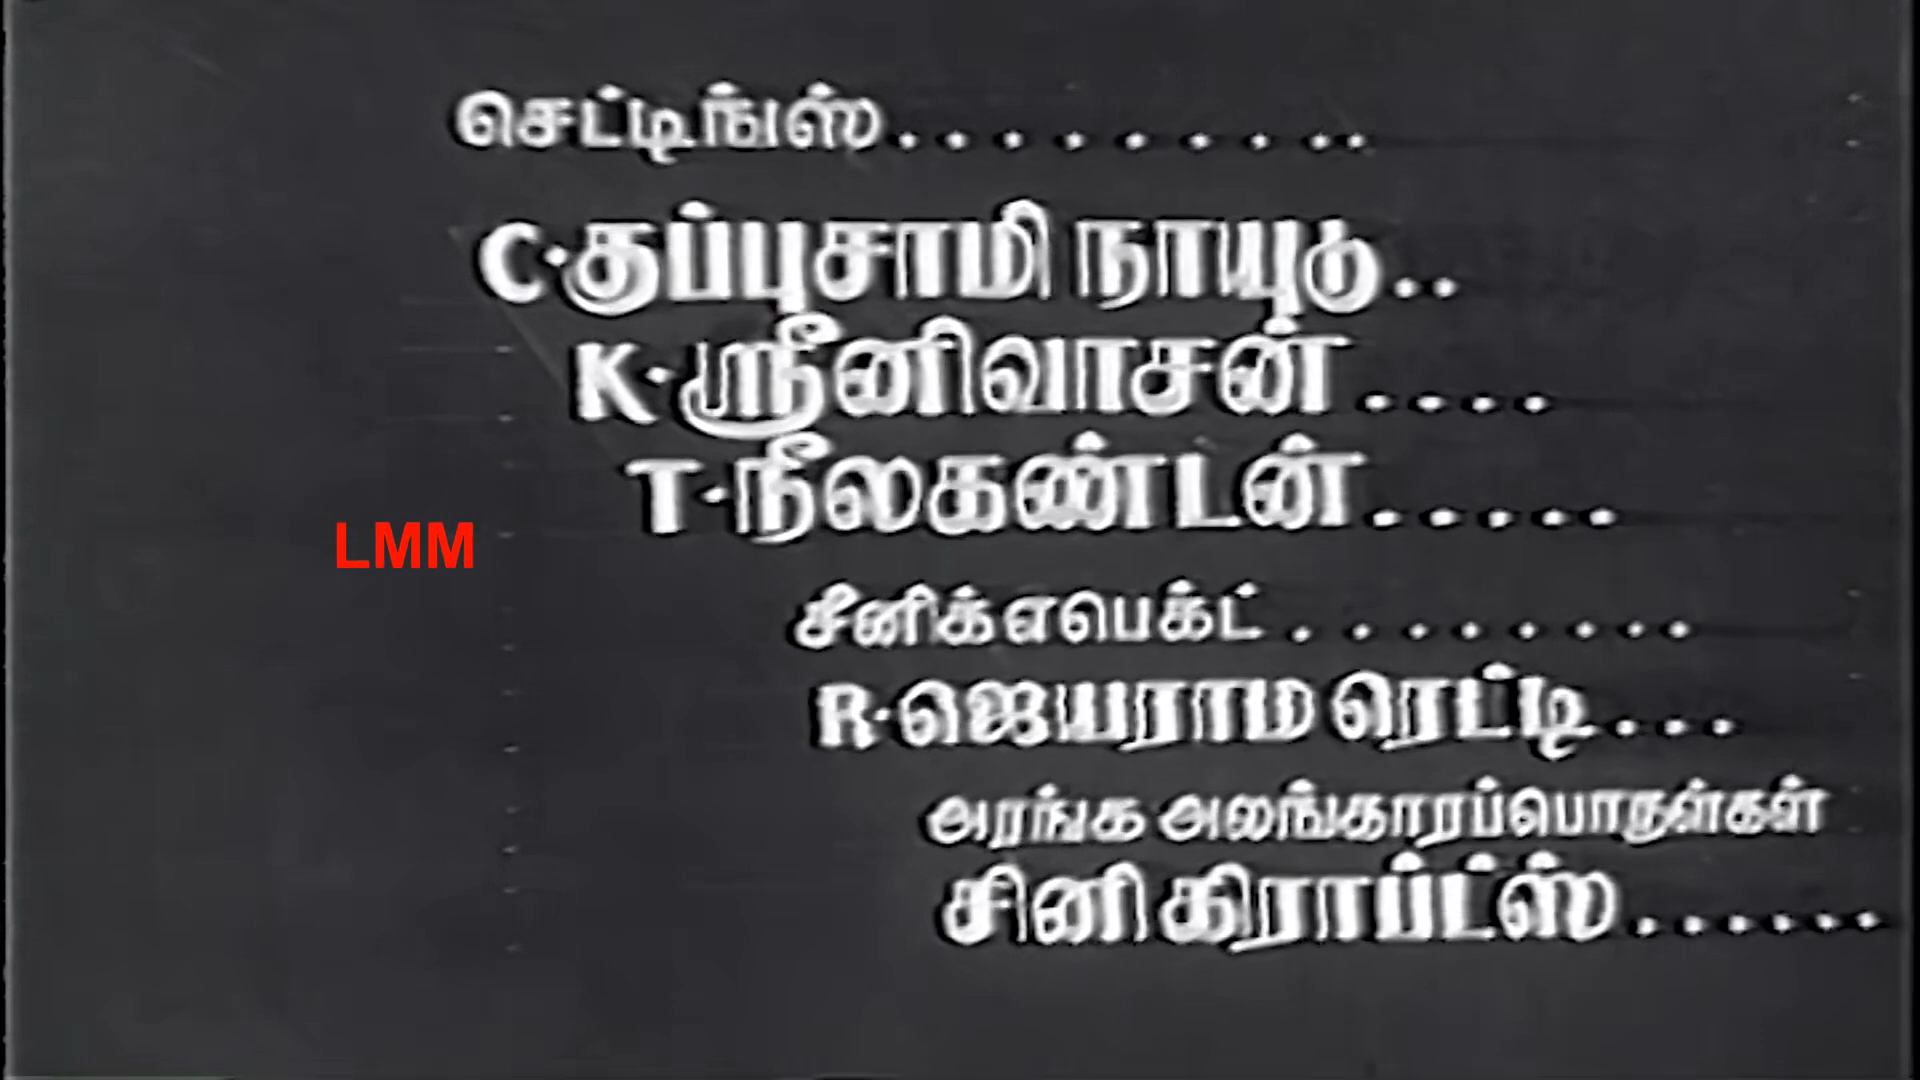 செட்டிங்ஸ்..........
C.குப்புசாமி நாயுடு..
K.ஸ்ரீனிவாசன்....
T.நீலகண்டன்.....
LMM
சீனிக் எபெக்ட்.........
R.ஜெயராம ரெட்டி...
அரங்க அலங்காரப்பொருள்கள்
சினி கிராப்ட்ஸ்......